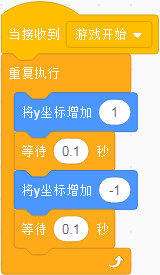 当接收到 游戏开始
重复执行
将y坐标增加 1
等待 0.1 秒
将y坐标增加 -1
等待 0.1 秒